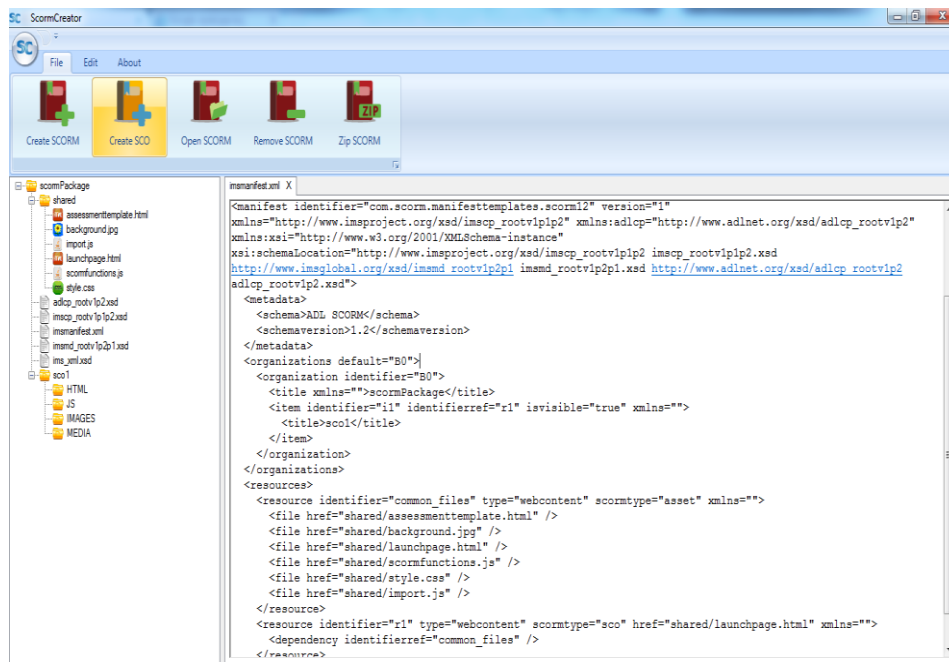 SC ScormCreator
SC
File Edit About
Create SCORM Create SCO Open SCORM Remove SCORM ZIP Zip SCORM
scormPackage
shared
assessmenttemplate.html
background.jpg
import.js
launchpage.html
scormfunctions.js
style.css
adlcp_rootv1p2.xsd
imscp_rootv1p1p2.xsd
imsmanifest.xml
imsmd_rootv1p2p1.xsd
ims_xml.xsd
sco1
HTML
JS
IMAGES
MEDIA
imsmanifest.xml X
<manifest identifier="com.scorm.manifesttemplates.scorm12" version="1"
xmlns="http://www.imsproject.org/xsd/imscp_rootv1p1p2" xmlns:adlcp="http://www.adlnet.org/xsd/adlcp_rootv1p2"
xmlns:xsi="http://www.w3.org/2001/XMLSchema-instance"
xsi:schemaLocation="http://www.imsproject.org/xsd/imscp_rootv1p1p2 imscp_rootv1p1p2.xsd
http://www.imsglobal.org/xsd/imsmd_rootv1p2p1 imsmd_rootv1p2p1.xsd http://www.adlnet.org/xsd/adlcp_rootv1p2
adlcp_rootv1p2.xsd">
<metadata>
<schema>ADL SCORM</schema>
<schemaversion>1.2</schemaversion>
</metadata>
<organizations default="B0">
<organization identifier="B0">
<title xmlns="">scormPackage</title>
<item identifier="i1" identifierref="r1" isvisible="true" xmlns="">
<title>sco1</title>
</item>
</organization>
</organizations>
<resources>
<resource identifier="common_files" type="webcontent" scormtype="asset" xmlns="">
<file href="shared/assessmenttemplate.html" />
<file href="shared/background.jpg" />
<file href="shared/launchpage.html" />
<file href="shared/scormfunctions.js" />
<file href="shared/style.css" />
<file href="shared/import.js" />
</resource>
<resource identifier="r1" type="webcontent" scormtype="sco" href="shared/launchpage.html" xmlns="">
<dependency identifierref="common_files" />
</resource>